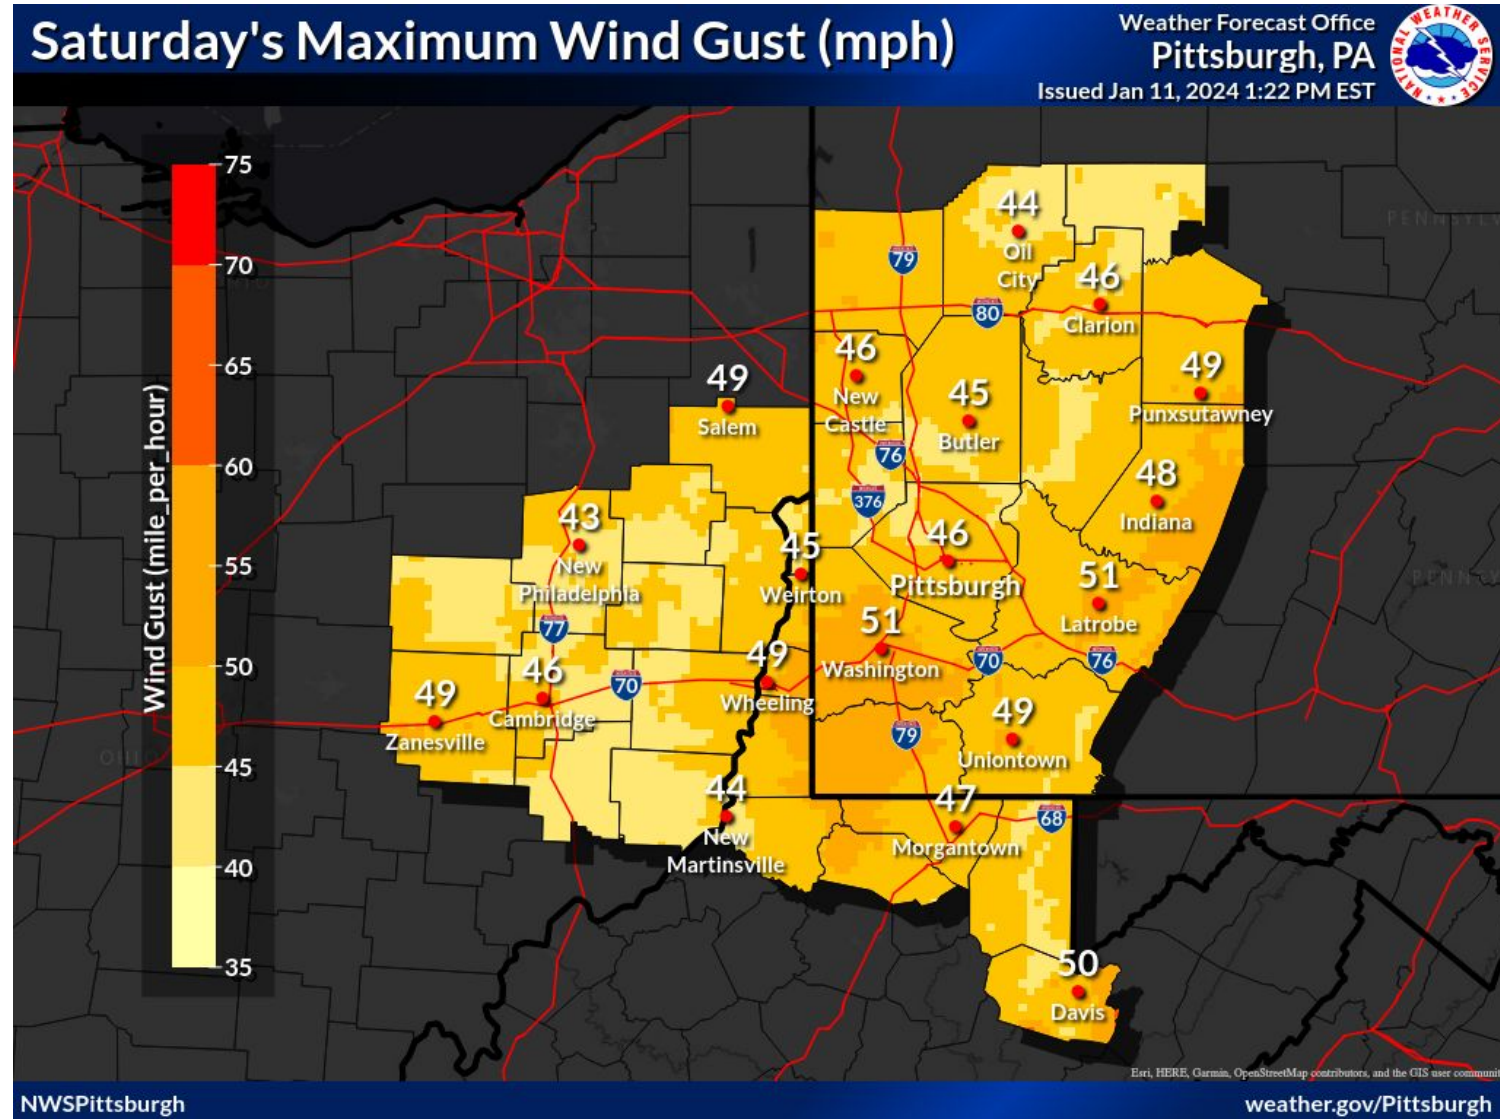 Saturday's Maximum Wind Gust (mph)
Weather Forecast Office
Pittsburgh, PA
Issued Jan 11, 2024 1:22 PM EST
NATIONAL WEATHER SERVICE
Wind Gust (mile_per_hour)
75
70
65
60
55
50
45
40
35
OHIO
44
Oil
City
79
46
Clarion
80
46
New
Castle
49
Salem
45
Butler
49
Punxsutawney
76
376
48
Indiana
43
New
Philadelphia
45
Weirton
46
Pittsburgh
51
Latrobe
77
51
Washington
70
76
49
Wheeling
46
Cambridge
70
49
Zanesville
79
49
Uniontown
44
New
Martinsville
47
Morgantown
68
50
Davis
Esri, HERE, Garmin, OpenStreetMap contributors, and the GIS user
NWSPittsburgh
weather.gov/Pittsburgh